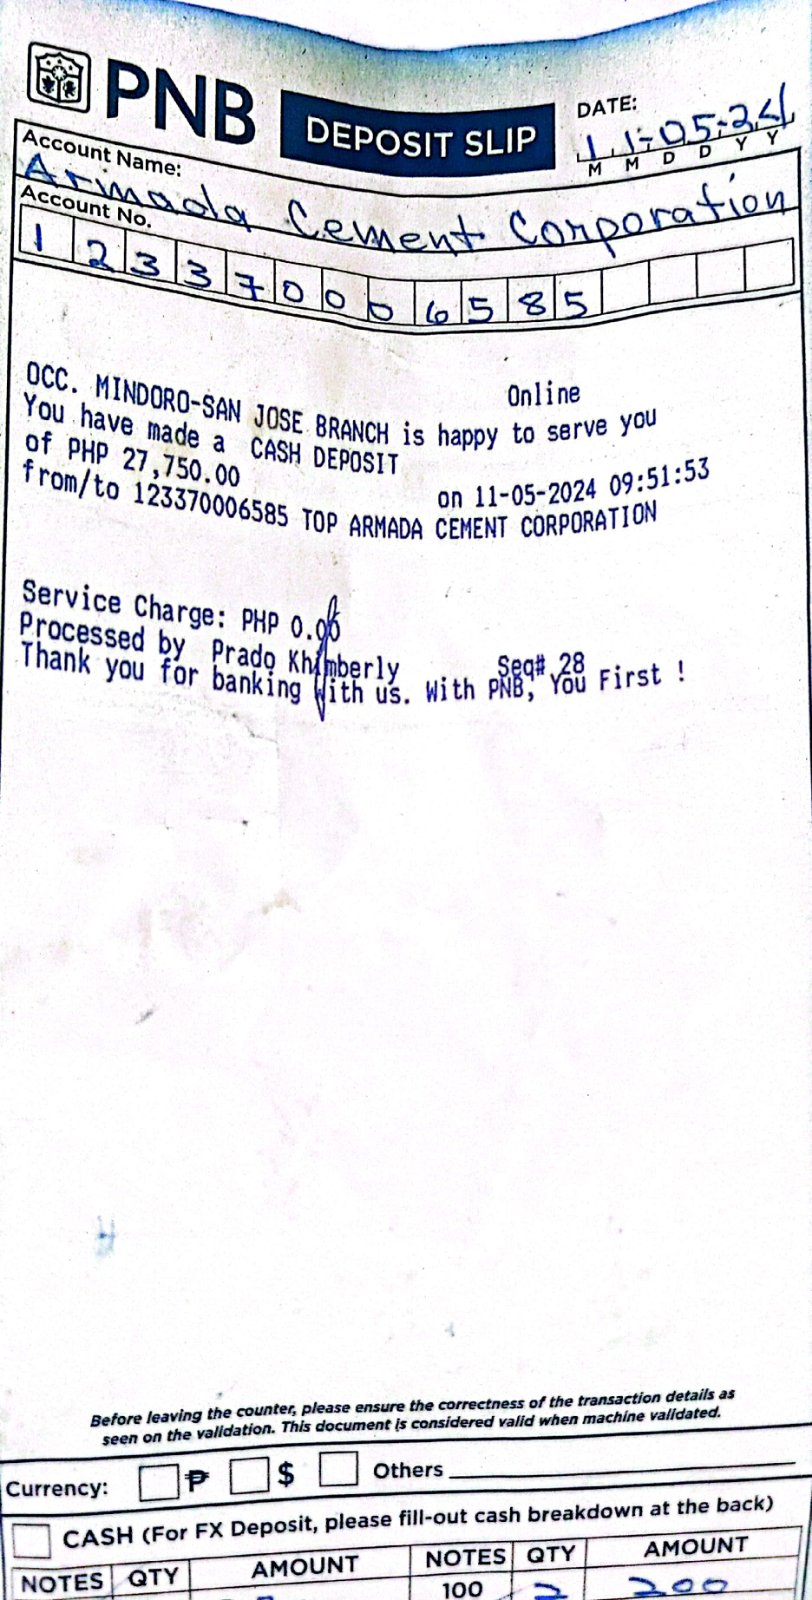 PNB DEPOSIT SLIP
DATE: 11-05-24
M M D D Y Y
Account Name:
Armada Cement Corporation
Account No.
1 2 3 3 7 0 0 0 6 5 8 5
Online
OCC. MINDORO-SAN JOSE BRANCH is happy to serve you
You have made a CASH DEPOSIT
of PHP 27,750.00 on 11-05-2024 09:51:53
from/to 123370006585 TOP ARMADA CEMENT CORPORATION
Service Charge: PHP 0.00
Processed by Prado Khimberly Seq# 28
Thank you for banking with us. With PNB, You First !
Before leaving the counter, please ensure the correctness of the transaction details as
seen on the validation. This document is considered valid when machine validated.
Currency: ₱ $ Others
CASH (For FX Deposit, please fill-out cash breakdown at the back)
NOTES QTY AMOUNT NOTES QTY AMOUNT
100 2 200